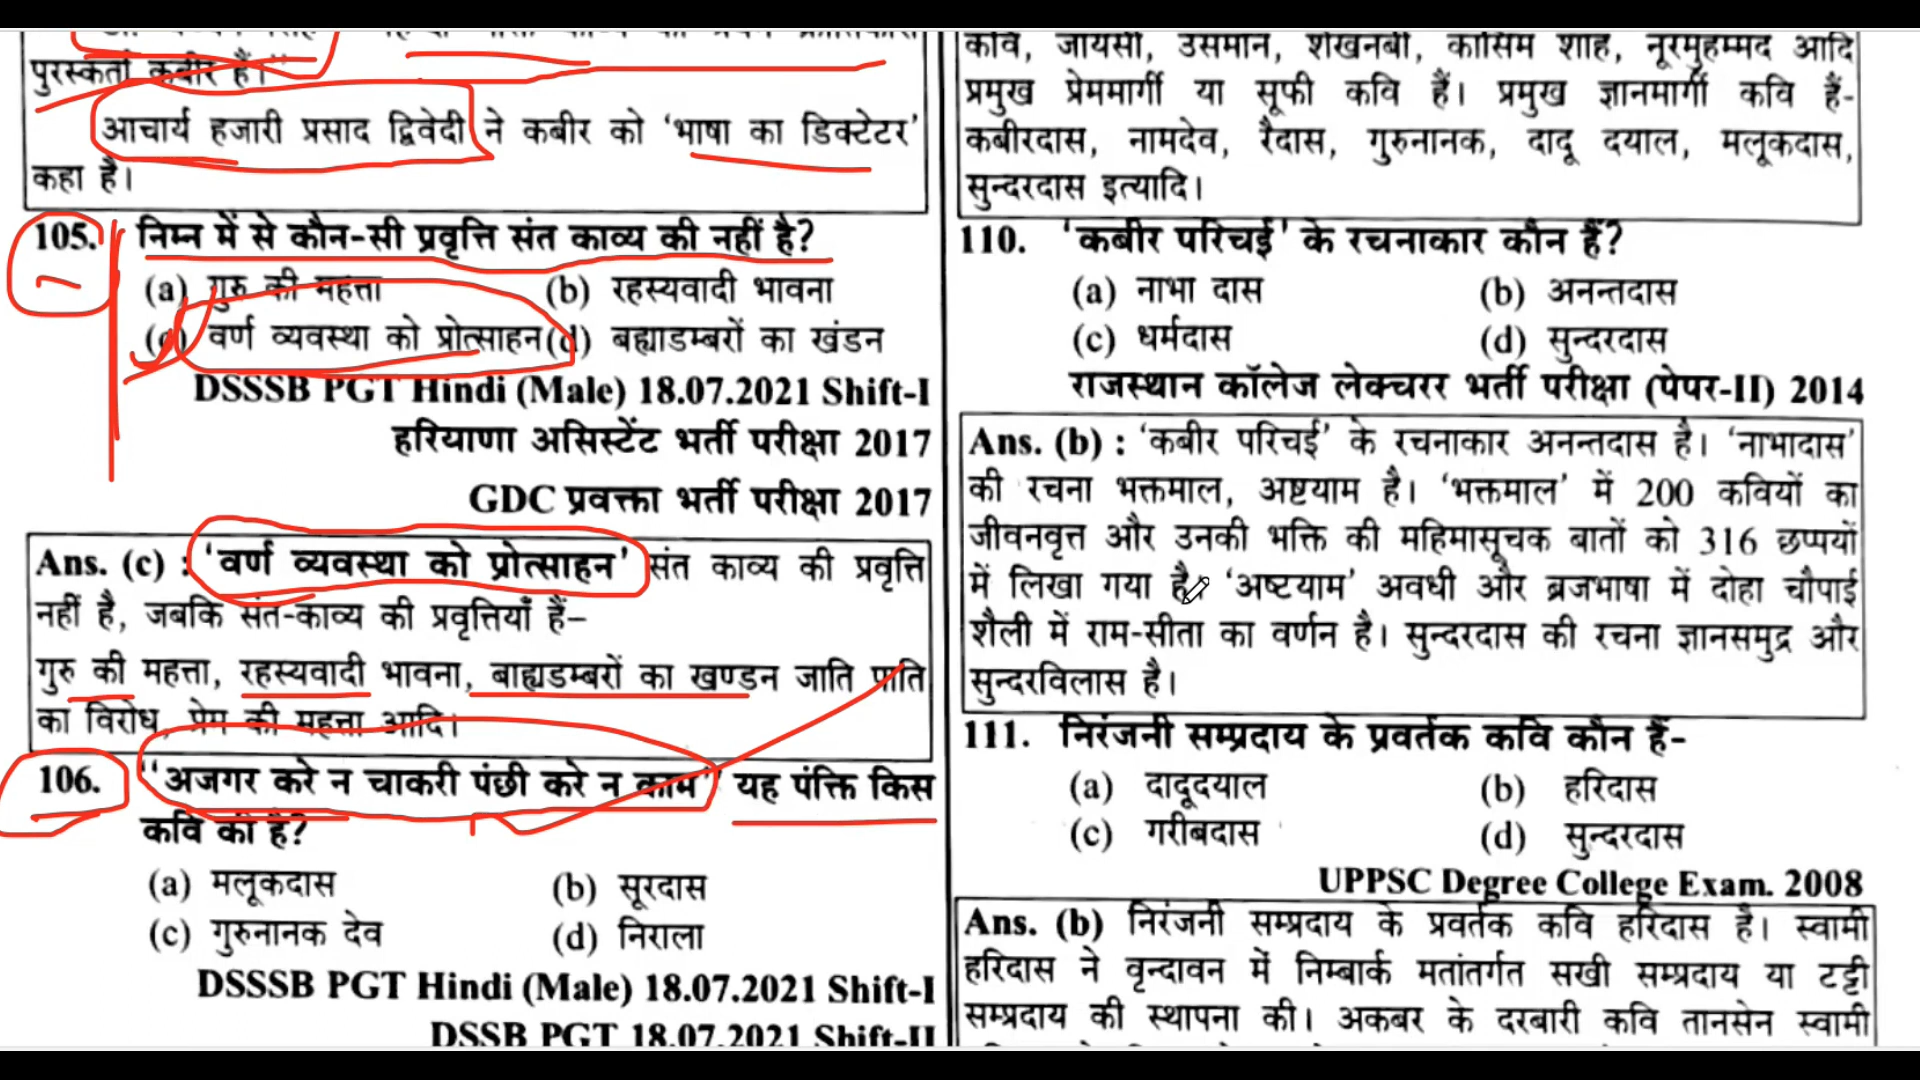 पुरस्कर्ता कबीर हैं।"
आचार्य हजारी प्रसाद द्विवेदी ने कबीर को 'भाषा का डिक्टेटर'
कहा है।
105. निम्न में से कौन-सी प्रवृत्ति संत काव्य की नहीं है?
(a) गुरु की महत्ता (b) रहस्यवादी भावना
(c) वर्ण व्यवस्था को प्रोत्साहन (d) बह्याडम्बरों का खंडन
DSSSB PGT Hindi (Male) 18.07.2021 Shift-I
हरियाणा असिस्टेंट भर्ती परीक्षा 2017
GDC प्रवक्ता भर्ती परीक्षा 2017
Ans. (c) : 'वर्ण व्यवस्था को प्रोत्साहन' संत काव्य की प्रवृत्ति
नहीं है, जबकि संत-काव्य की प्रवृत्तियाँ हैं–
गुरु की महत्ता, रहस्यवादी भावना, बाह्यडम्बरों का खण्डन जाति पाति
का विरोध, प्रेम की महत्ता आदि।
106. "अजगर करे न चाकरी पंछी करे न काम" यह पंक्ति किस
कवि की है?
(a) मलूकदास (b) सूरदास
(c) गुरुनानक देव (d) निराला
DSSSB PGT Hindi (Male) 18.07.2021 Shift-I
DSSB PGT 18.07.2021 Shift-II
कवि, जायसी, उसमान, शेखनबी, कासिम शाह, नूरमुहम्मद आदि
प्रमुख प्रेममार्गी या सूफी कवि हैं। प्रमुख ज्ञानमार्गी कवि हैं-
कबीरदास, नामदेव, रैदास, गुरुनानक, दादू दयाल, मलूकदास,
सुन्दरदास इत्यादि।
110. 'कबीर परिचई' के रचनाकार कौन हैं?
(a) नाभा दास (b) अनन्तदास
(c) धर्मदास (d) सुन्दरदास
राजस्थान कॉलेज लेक्चरर भर्ती परीक्षा (पेपर-II) 2014
Ans. (b) : 'कबीर परिचई' के रचनाकार अनन्तदास है। 'नाभादास'
की रचना भक्तमाल, अष्टयाम है। 'भक्तमाल' में 200 कवियों का
जीवनवृत्त और उनकी भक्ति की महिमासूचक बातों को 316 छप्पयों
में लिखा गया है। 'अष्टयाम' अवधी और ब्रजभाषा में दोहा चौपाई
शैली में राम-सीता का वर्णन है। सुन्दरदास की रचना ज्ञानसमुद्र और
सुन्दरविलास है।
111. निरंजनी सम्प्रदाय के प्रवर्तक कवि कौन हैं-
(a) दादूदयाल (b) हरिदास
(c) गरीबदास (d) सुन्दरदास
UPPSC Degree College Exam. 2008
Ans. (b) निरंजनी सम्प्रदाय के प्रवर्तक कवि हरिदास है। स्वामी
हरिदास ने वृन्दावन में निम्बार्क मतांतर्गत सखी सम्प्रदाय या टट्टी
सम्प्रदाय की स्थापना की। अकबर के दरबारी कवि तानसेन स्वामी